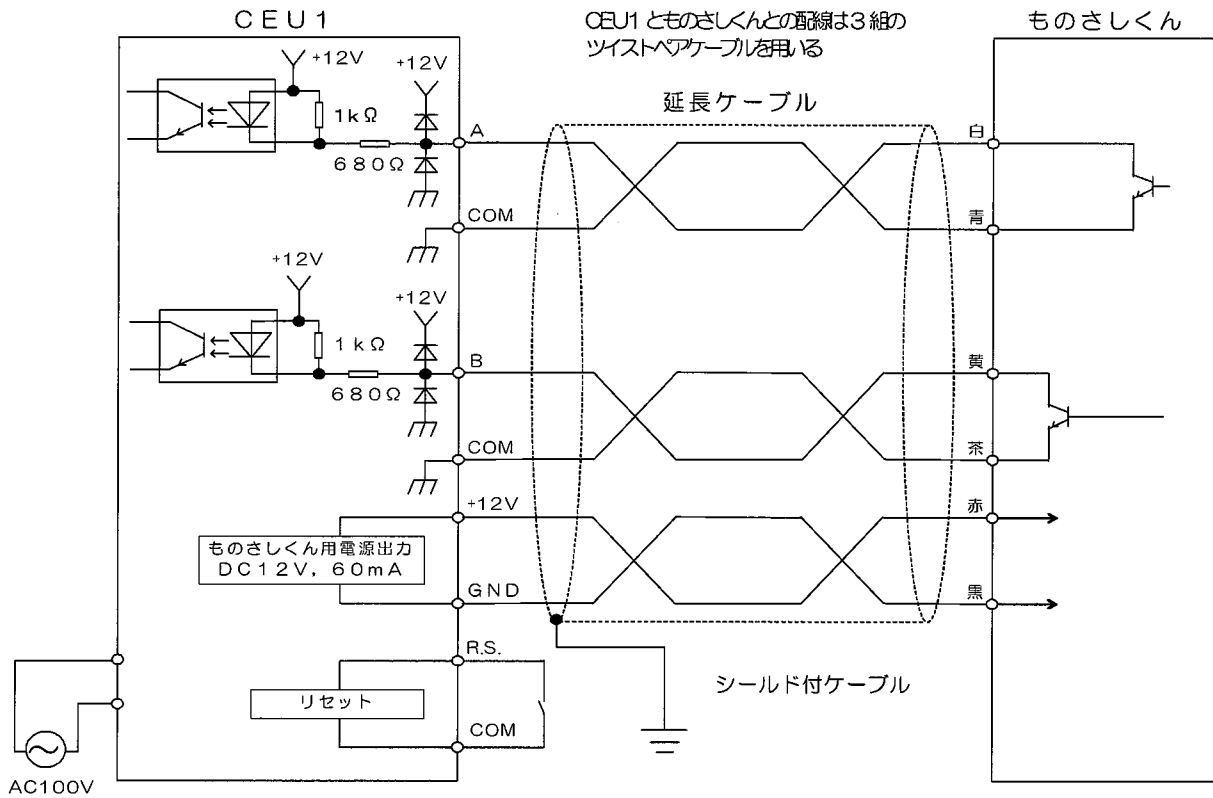 CEU1
CEU1とものさしくんとの配線は3組の
ツイストペアケーブルを用いる
ものさしくん
+12V
+12V
1kΩ
680Ω
A
COM
延長ケーブル
白
青
+12V
+12V
1kΩ
680Ω
B
COM
黄
茶
+12V
赤
ものさしくん用電源出力
DC12V, 60mA
GND
黒
R.S.
リセット
COM
シールド付ケーブル
AC100V